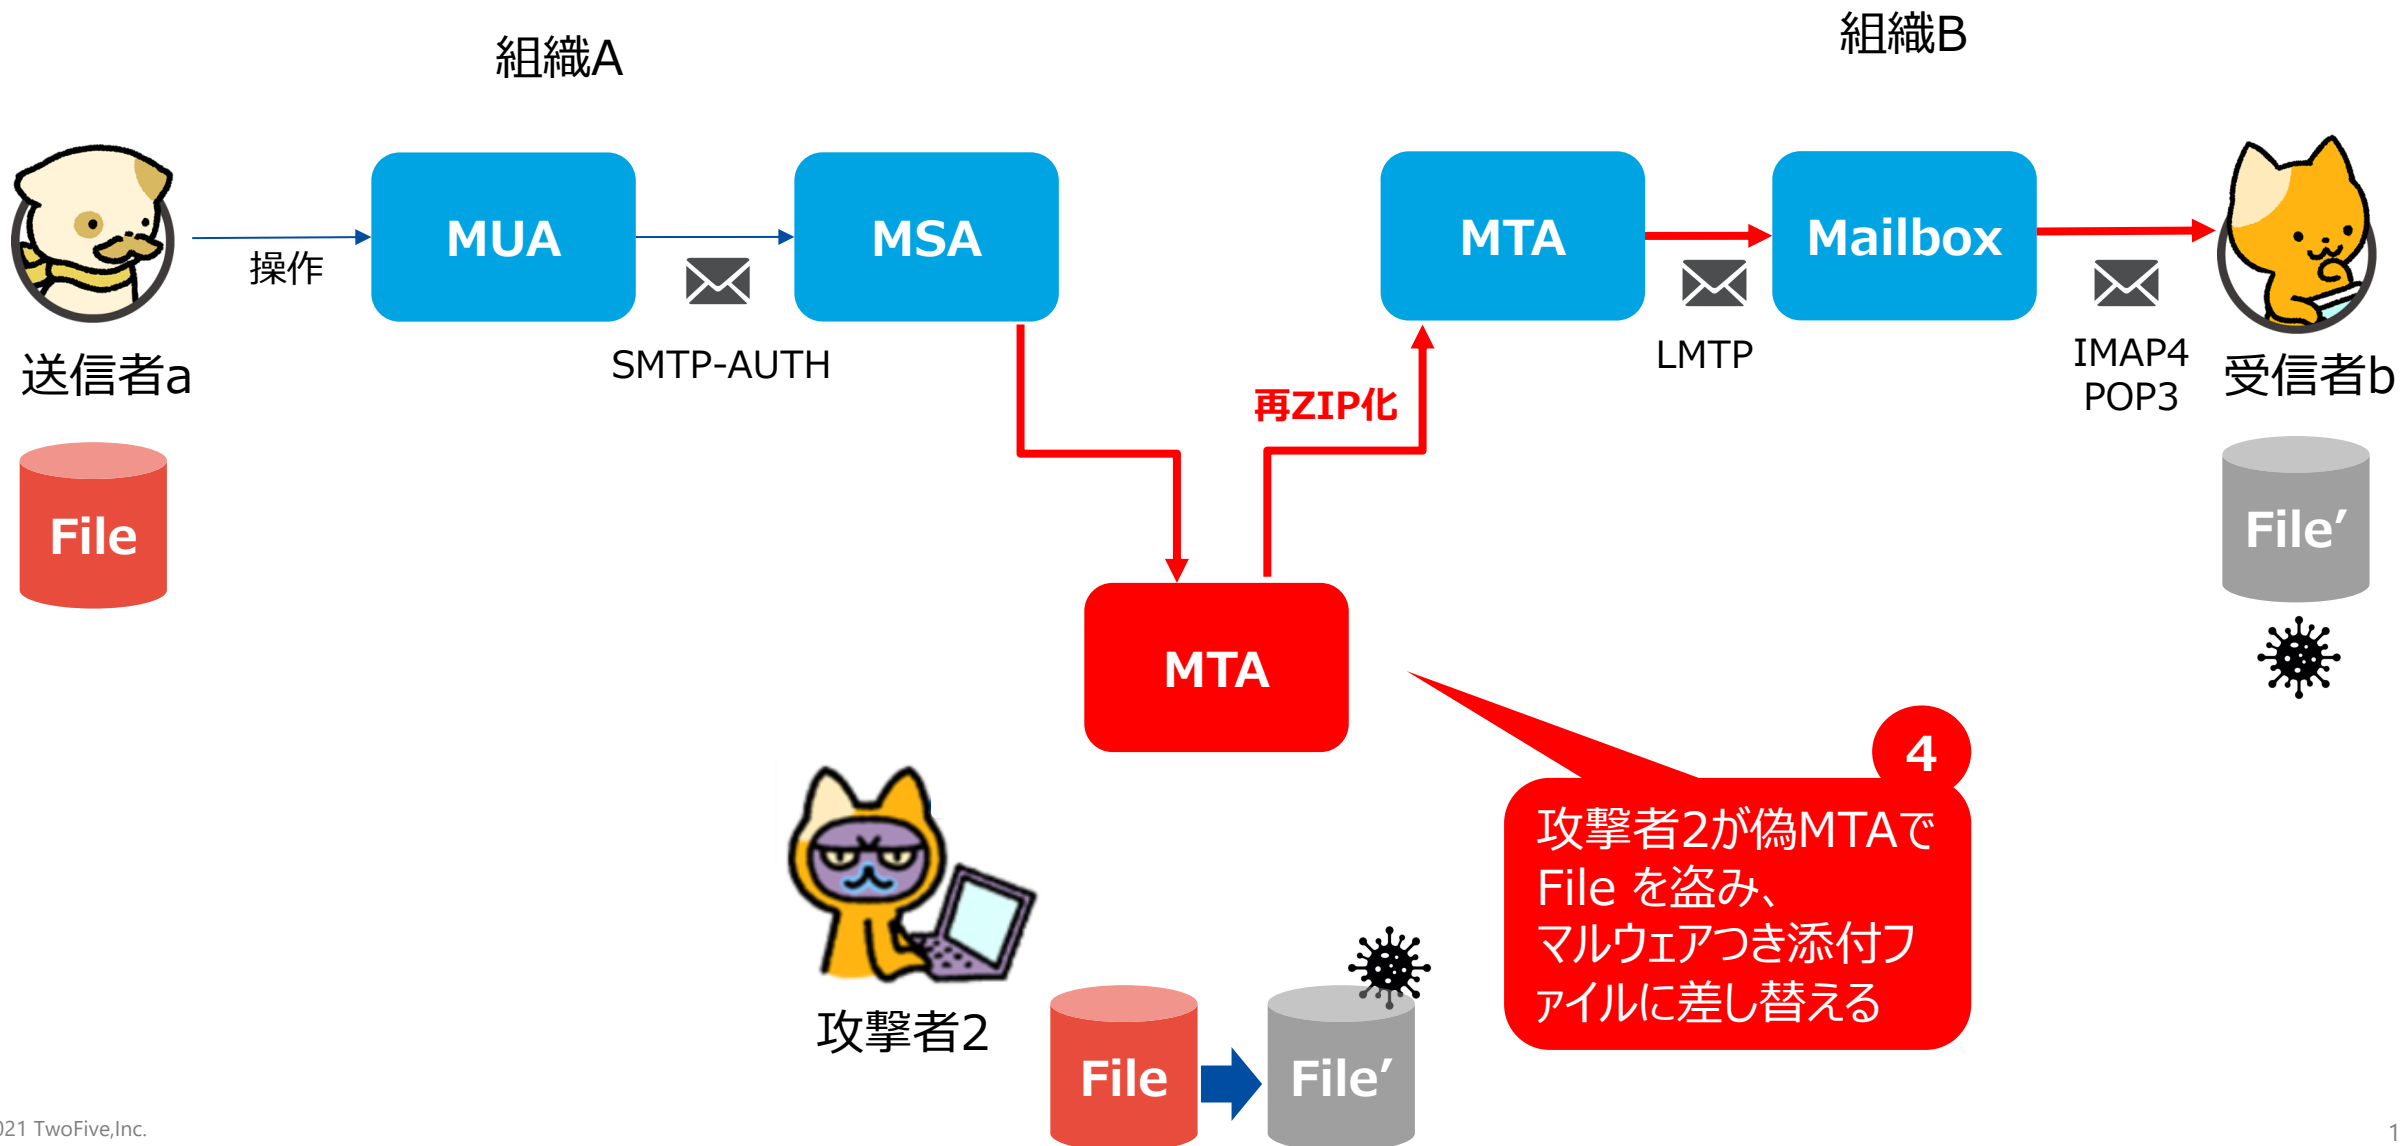 組織A
組織B
MUA
MSA
MTA
Mailbox
操作
送信者a
SMTP-AUTH
LMTP
IMAP4
POP3
受信者b
再ZIP化
File
File′
MTA
4
攻撃者2が偽MTAで
File を盗み、
マルウェアつき添付フ
ァイルに差し替える
攻撃者2
File
File′
021 TwoFive,Inc.
1